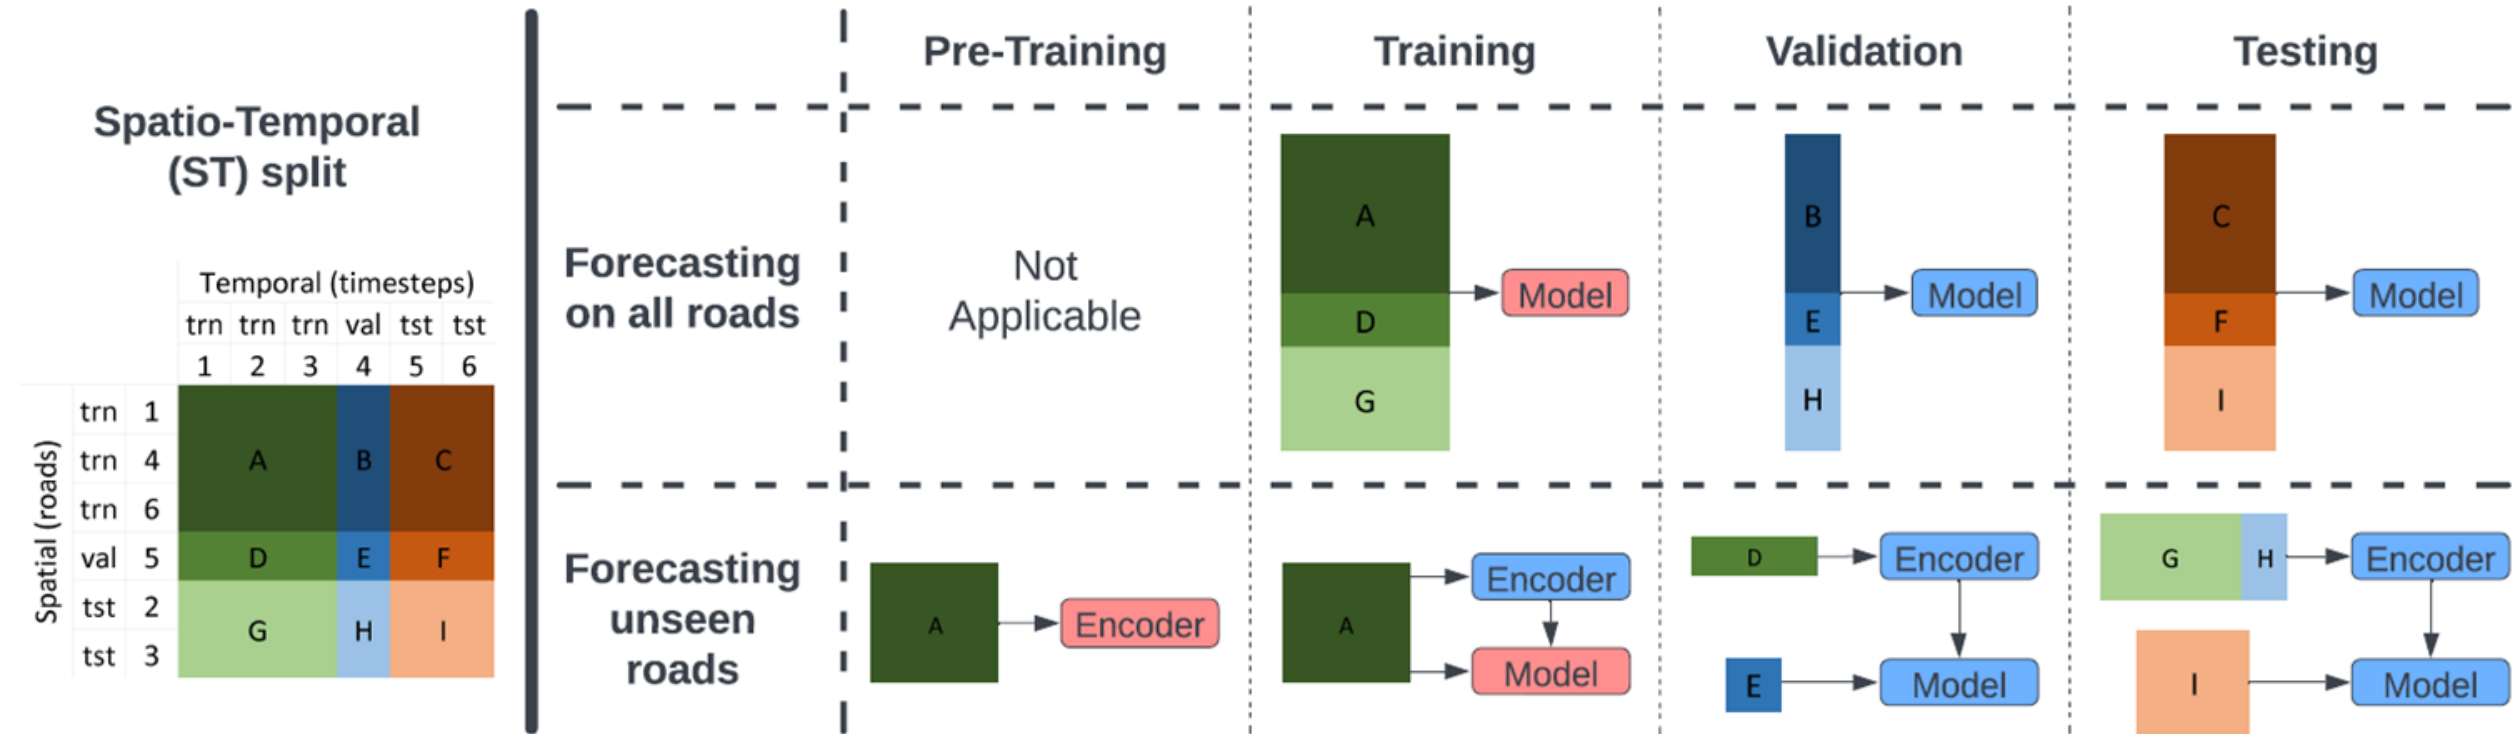 Spatio-Temporal
(ST) split
Temporal (timesteps)
trn trn trn val tst tst
1 2 3 4 5 6
Spatial (roads)
trn 1
trn 4
trn 6
val 5
tst 2
tst 3
A B C
D E F
G H I
Pre-Training Training Validation Testing
Forecasting
on all roads
Not
Applicable
A
D
G
Model
B
E
H
Model
C
F
I
Model
Forecasting
unseen
roads
A
Encoder
A
Encoder
Model
D
Encoder
E
Model
G H
Encoder
I
Model